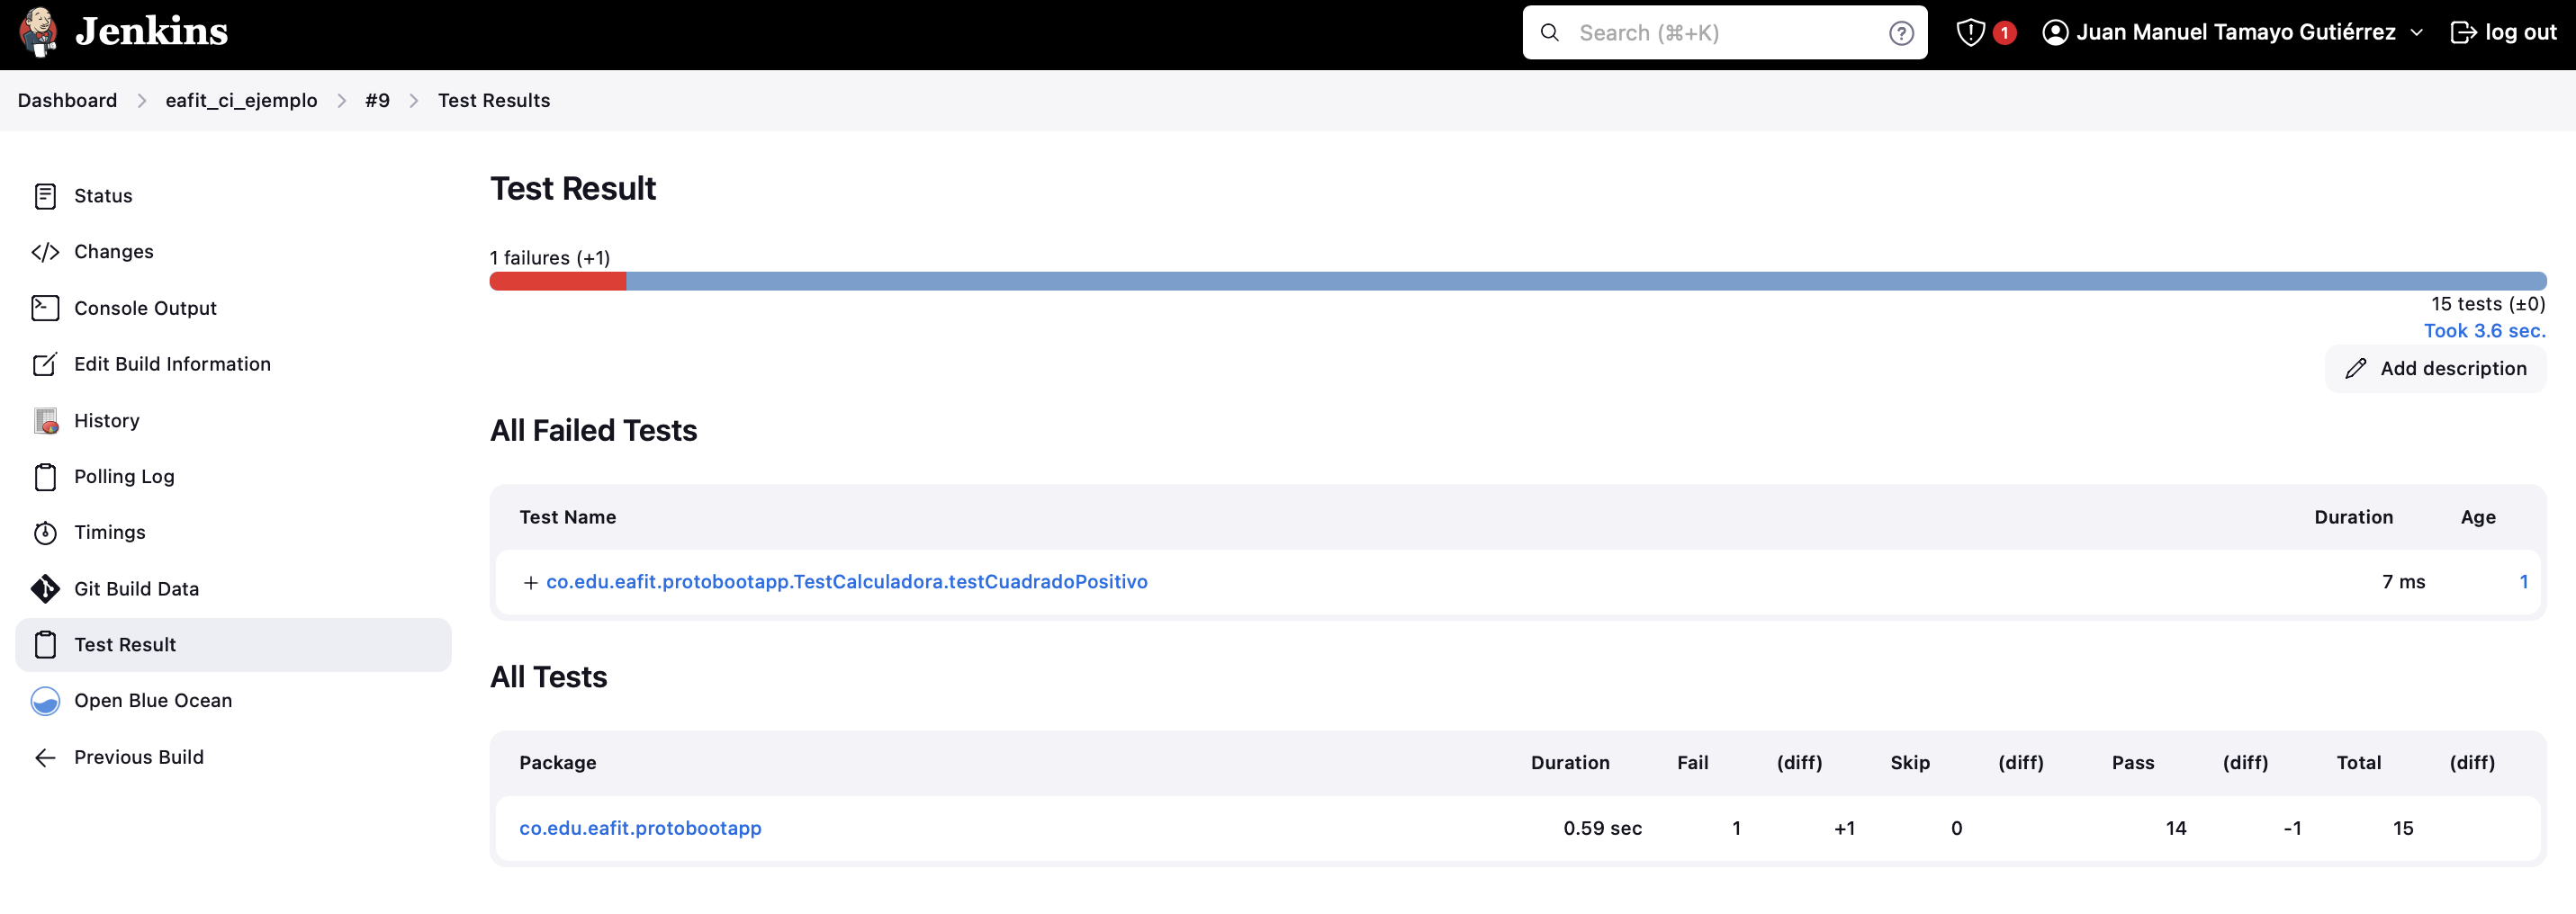 Jenkins
Search (⌘+K)
?
1
Juan Manuel Tamayo Gutiérrez
log out
Dashboard
eafit_ci_ejemplo
#9
Test Results
Status
Changes
Console Output
Edit Build Information
History
Polling Log
Timings
Git Build Data
Test Result
Open Blue Ocean
Previous Build
Test Result
1 failures (+1)
15 tests (±0)
Took 3.6 sec.
Add description
All Failed Tests
Test Name Duration Age
+ co.edu.eafit.protobootapp.TestCalculadora.testCuadradoPositivo 7 ms 1
All Tests
Package Duration Fail (diff) Skip (diff) Pass (diff) Total (diff)
co.edu.eafit.protobootapp 0.59 sec 1 +1 0 14 -1 15